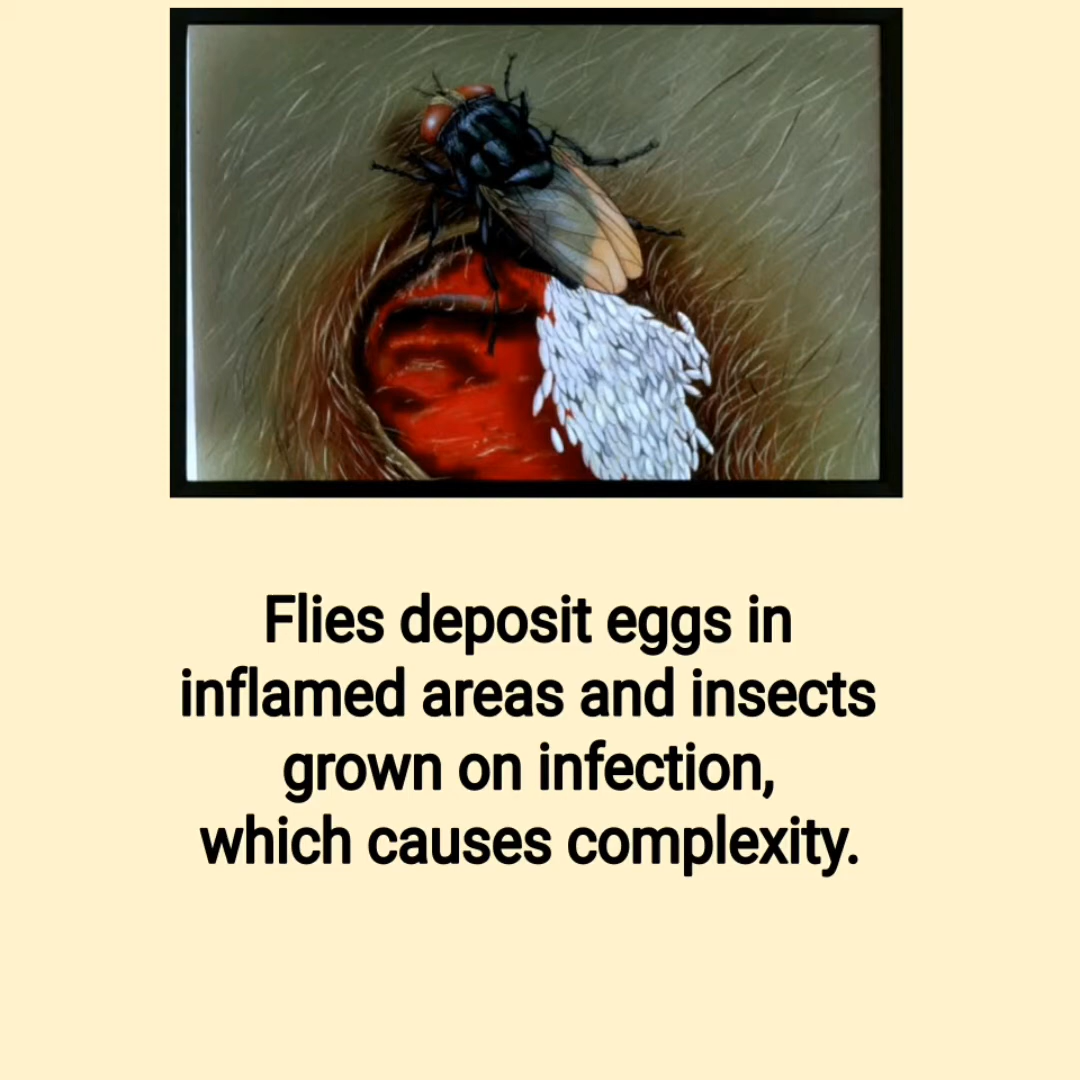 Flies deposit eggs in
inflamed areas and insects
grown on infection,
which causes complexity.